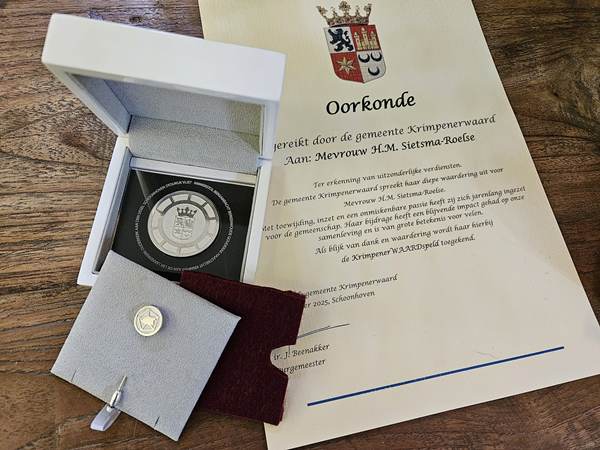 Oorkonde
gereikt door de gemeente Krimpenerwaard
Aan: Mevrouw H.M. Sietsma-Roelse
Ter erkenning van uitzonderlijke verdiensten.
De gemeente Krimpenerwaard spreekt haar diepe waardering uit voor
Mevrouw H.M. Sietsma-Roelse.
Met toewijding, inzet en een onmiskenbare passie heeft zij zich jarenlang ingezet
voor de gemeenschap. Haar bijdrage heeft een blijvende impact gehad op onze
samenleving en is van grote betekenis voor velen.
Als blijk van dank en waardering wordt haar hierbij
de KrimpenerWAARDspeld toegekend.
gemeente Krimpenerwaard
2025, Schoonhoven
ir. J. Beenakker
urgemeester